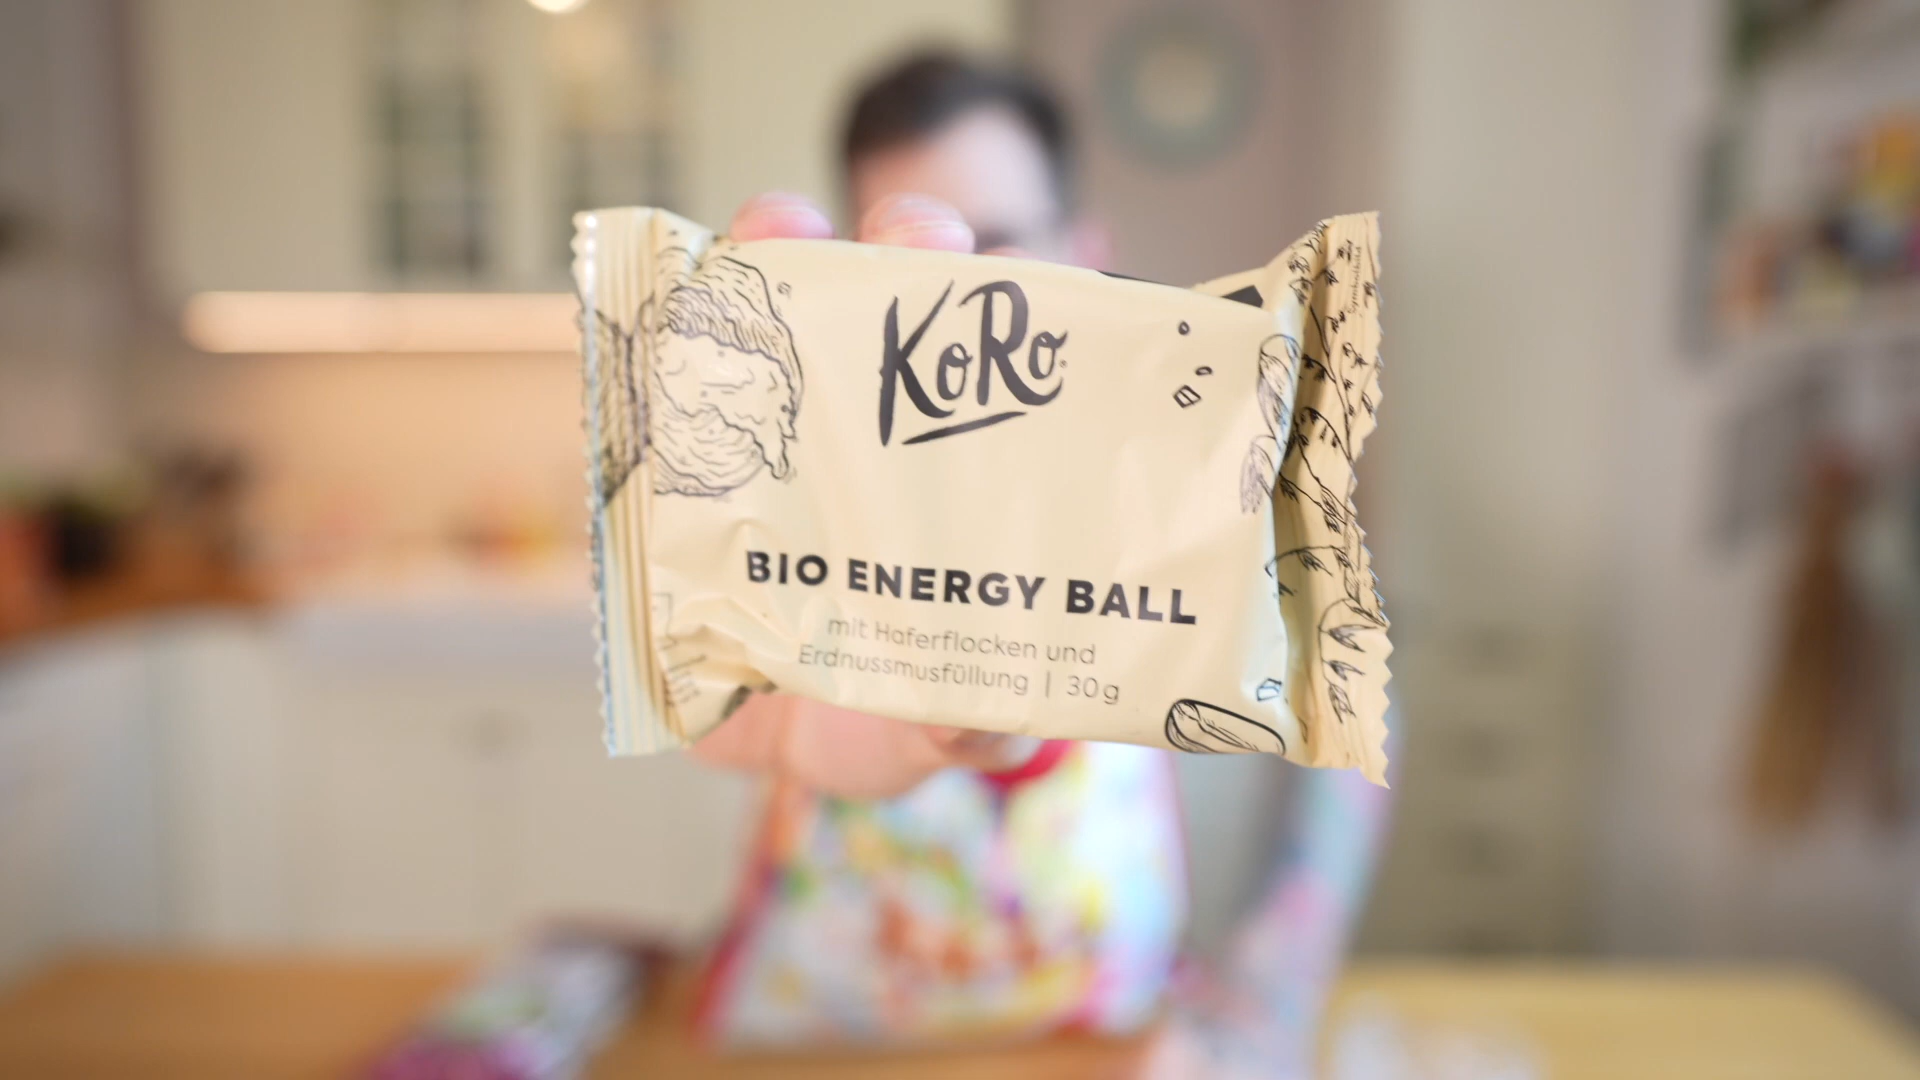 KoRo
BIO ENERGY BALL
mit Haferflocken und
Erdnussmusfüllung | 30g